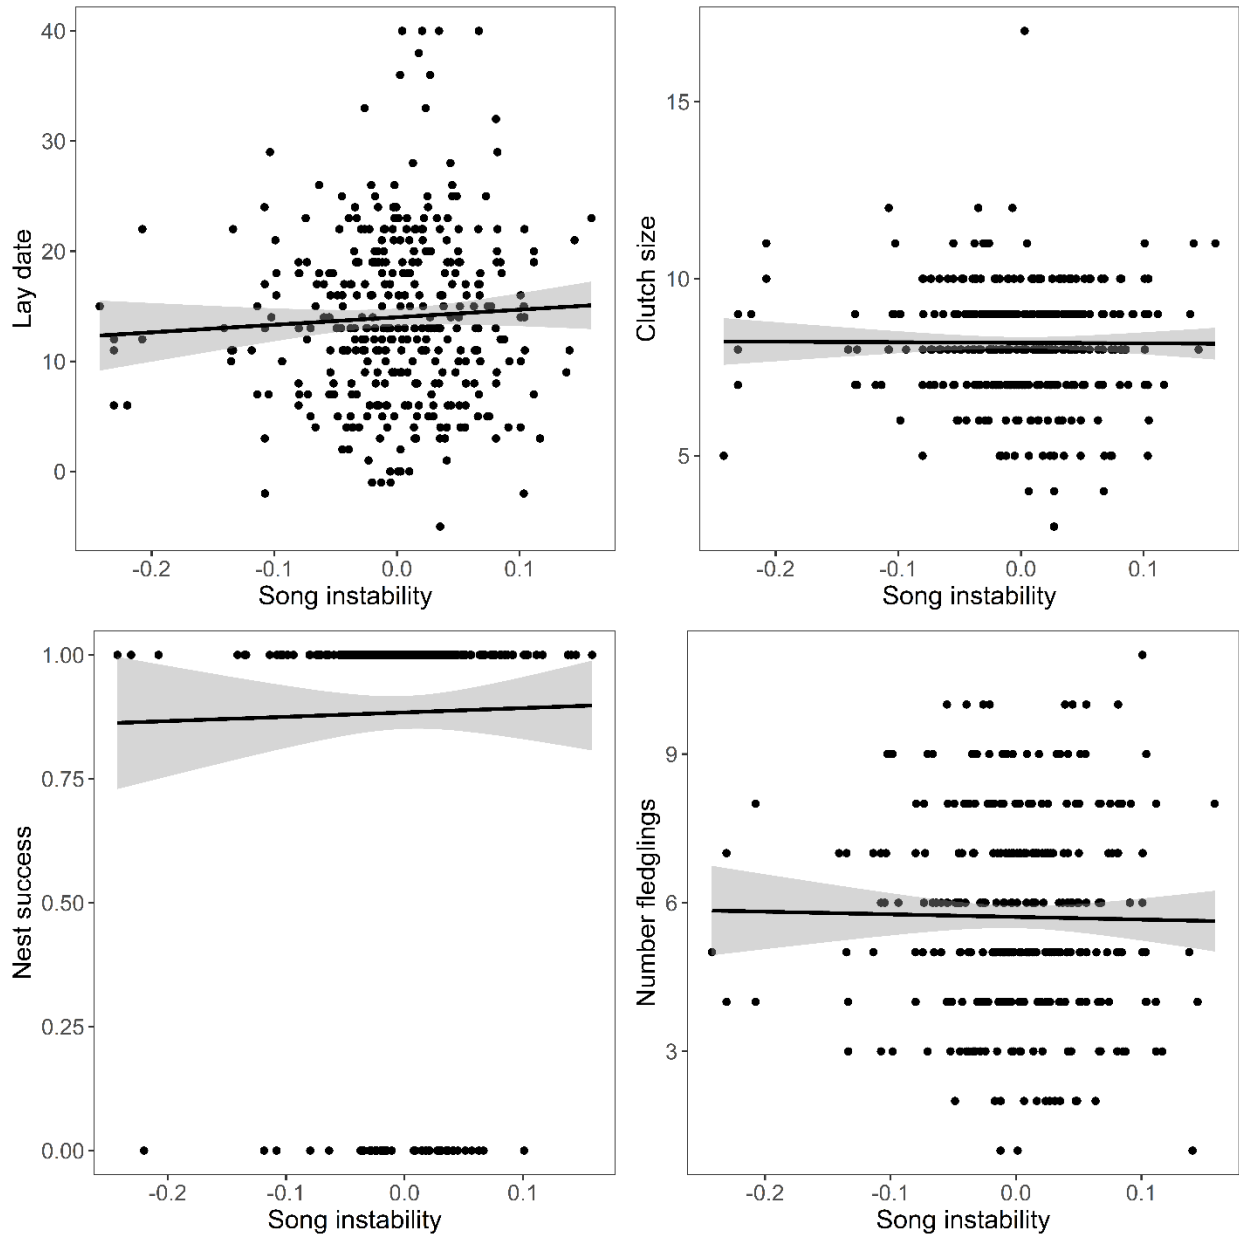 Lay date
40
30
20
10
0
-0.2 -0.1 0.0 0.1
Song instability
Clutch size
15
10
5
-0.2 -0.1 0.0 0.1
Song instability
Nest success
1.00
0.75
0.50
0.25
0.00
-0.2 -0.1 0.0 0.1
Song instability
Number fledglings
9
6
3
-0.2 -0.1 0.0 0.1
Song instability